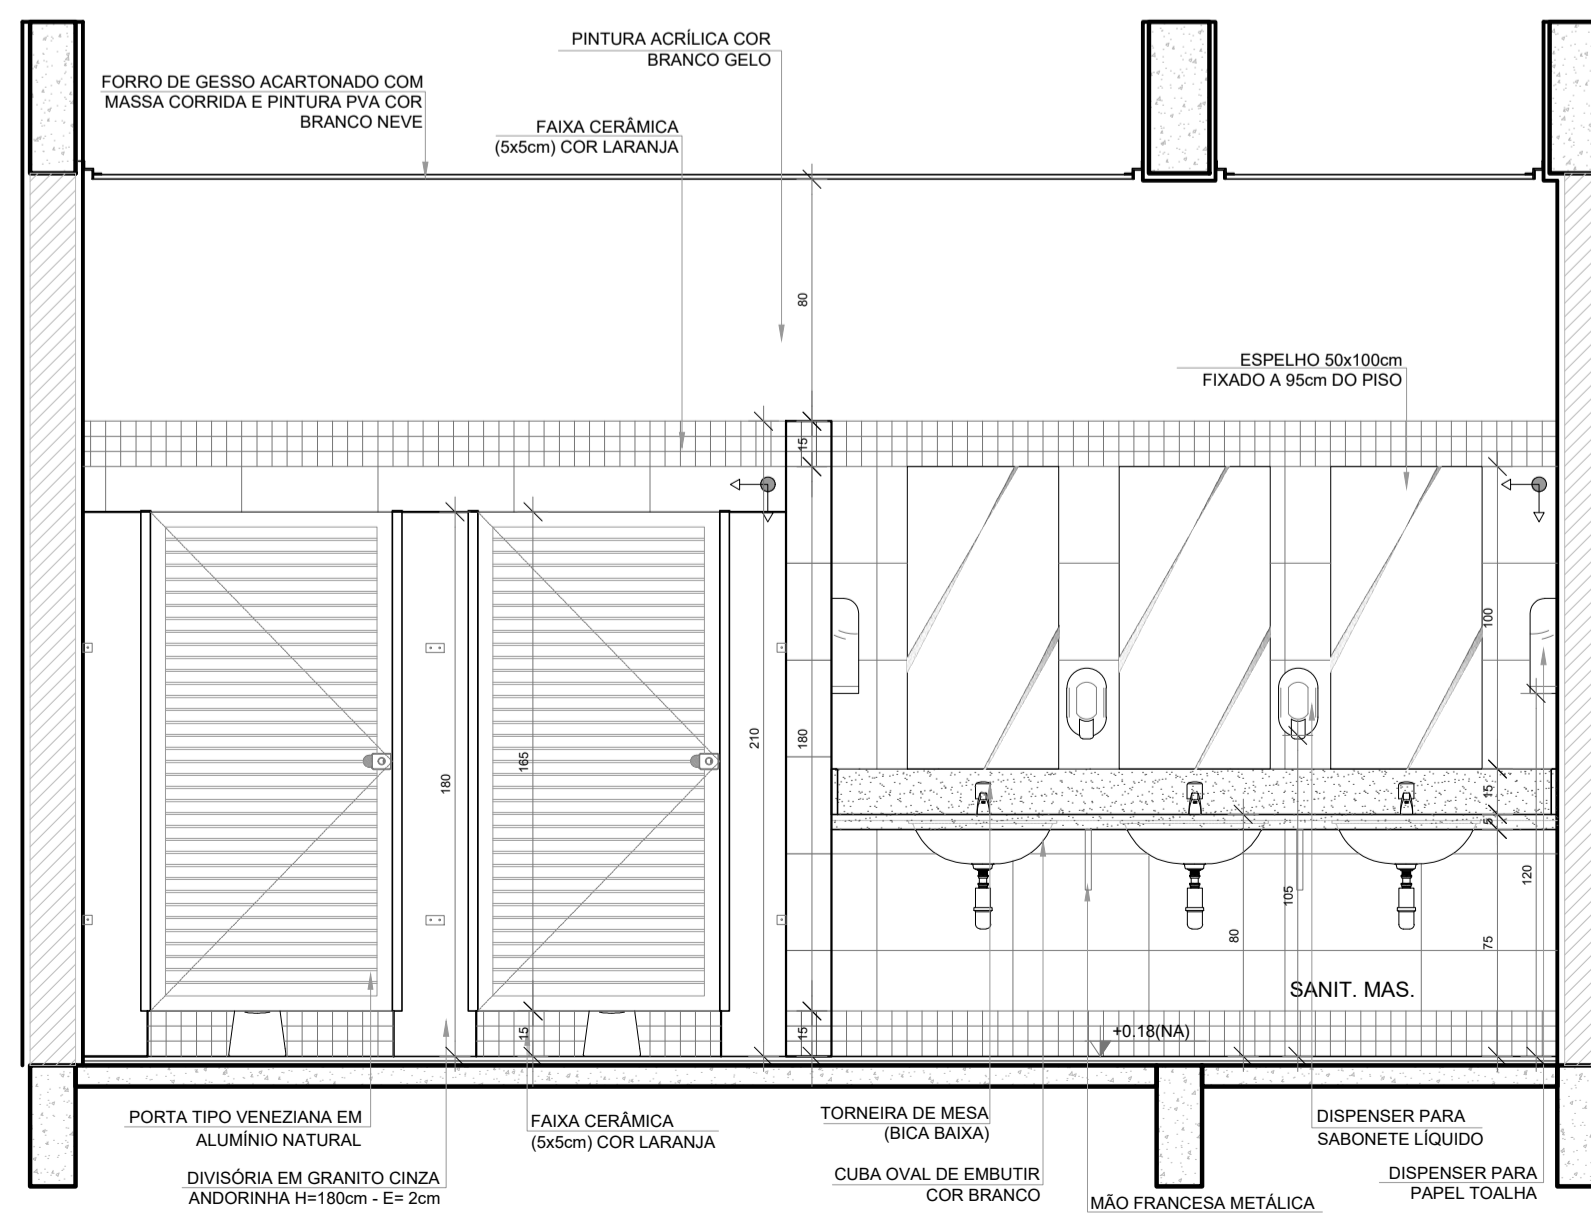 PINTURA ACRÍLICA COR
BRANCO GELO
FORRO DE GESSO ACARTONADO COM
MASSA CORRIDA E PINTURA PVA COR
BRANCO NEVE
FAIXA CERÂMICA
(5x5cm) COR LARANJA
80
ESPELHO 50x100cm
FIXADO A 95cm DO PISO
15
100
210
180
165
180
15
5
120
105
80
75
SANIT. MAS.
15
15
+0.18(NA)
PORTA TIPO VENEZIANA EM
ALUMÍNIO NATURAL
FAIXA CERÂMICA
(5x5cm) COR LARANJA
TORNEIRA DE MESA
(BICA BAIXA)
DISPENSER PARA
SABONETE LÍQUIDO
DIVISÓRIA EM GRANITO CINZA
ANDORINHA H=180cm - E= 2cm
CUBA OVAL DE EMBUTIR
COR BRANCO
MÃO FRANCESA METÁLICA
DISPENSER PARA
PAPEL TOALHA